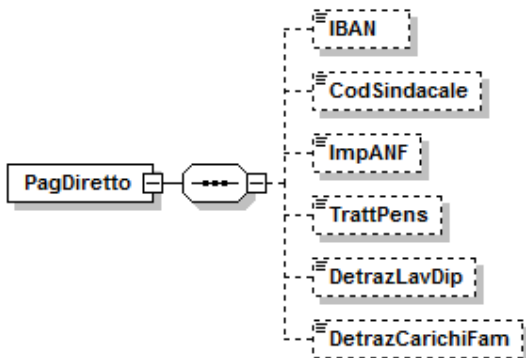 IBAN
CodSindacale
ImpANF
PagDiretto
TrattPens
DetrazLavDip
DetrazCarichiFam